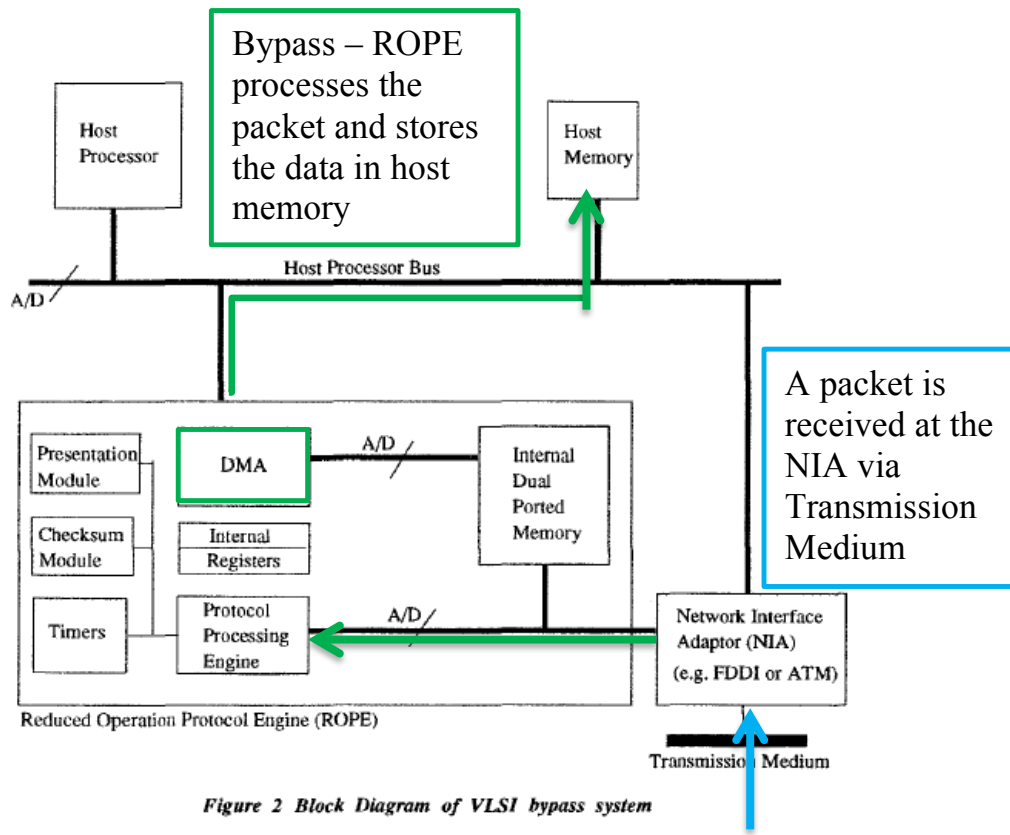 Bypass – ROPE
processes the
packet and stores
the data in host
memory
Host
Processor
Host
Memory
Host Processor Bus
A/D
A packet is
received at the
NIA via
Transmission
Medium
Presentation
Module
DMA
A/D
Internal
Dual
Ported
Memory
Checksum
Module
Internal
Registers
Timers
Protocol
Processing
Engine
A/D
Network Interface
Adaptor (NIA)
(e.g. FDDI or ATM)
Reduced Operation Protocol Engine (ROPE)
Transmission Medium
Figure 2 Block Diagram of VLSI bypass system